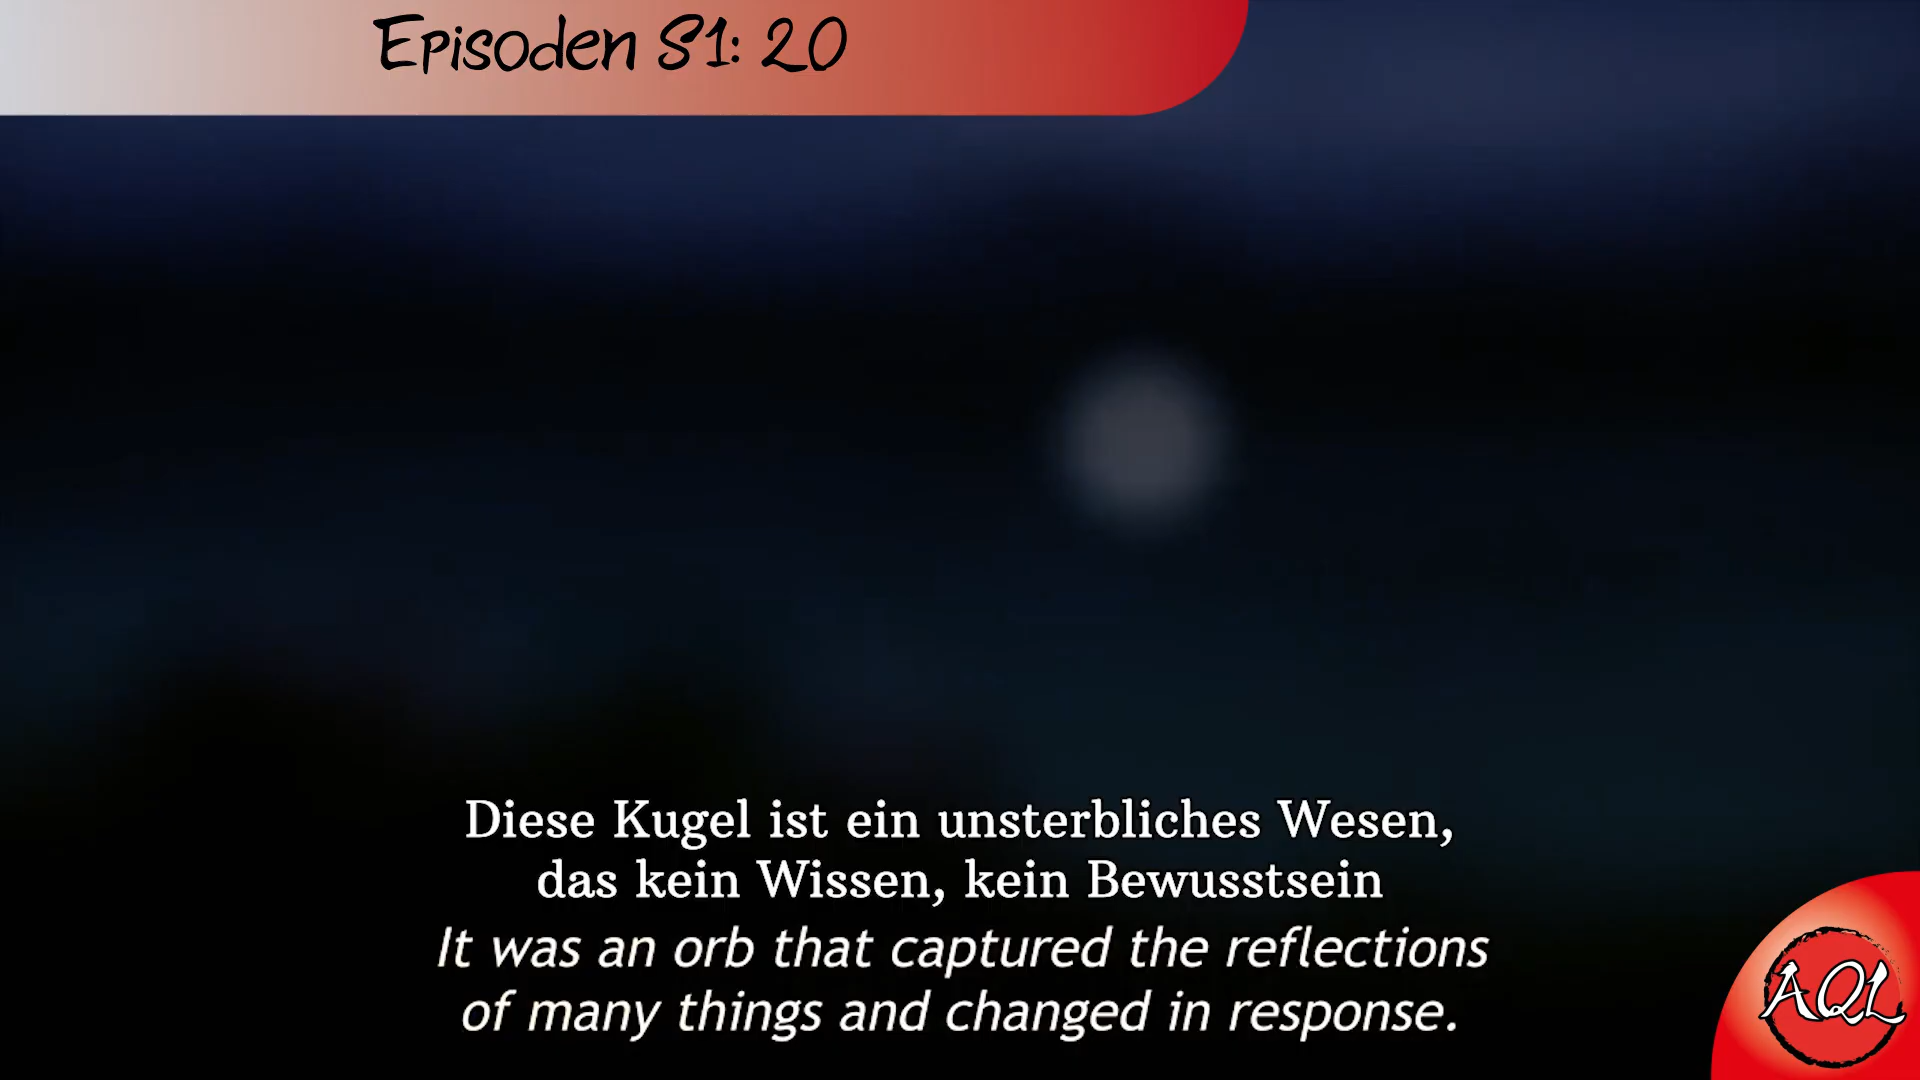 Episoden S1: 20
Diese Kugel ist ein unsterbliches Wesen,
das kein Wissen, kein Bewusstsein
It was an orb that captured the reflections
of many things and changed in response.
AQL